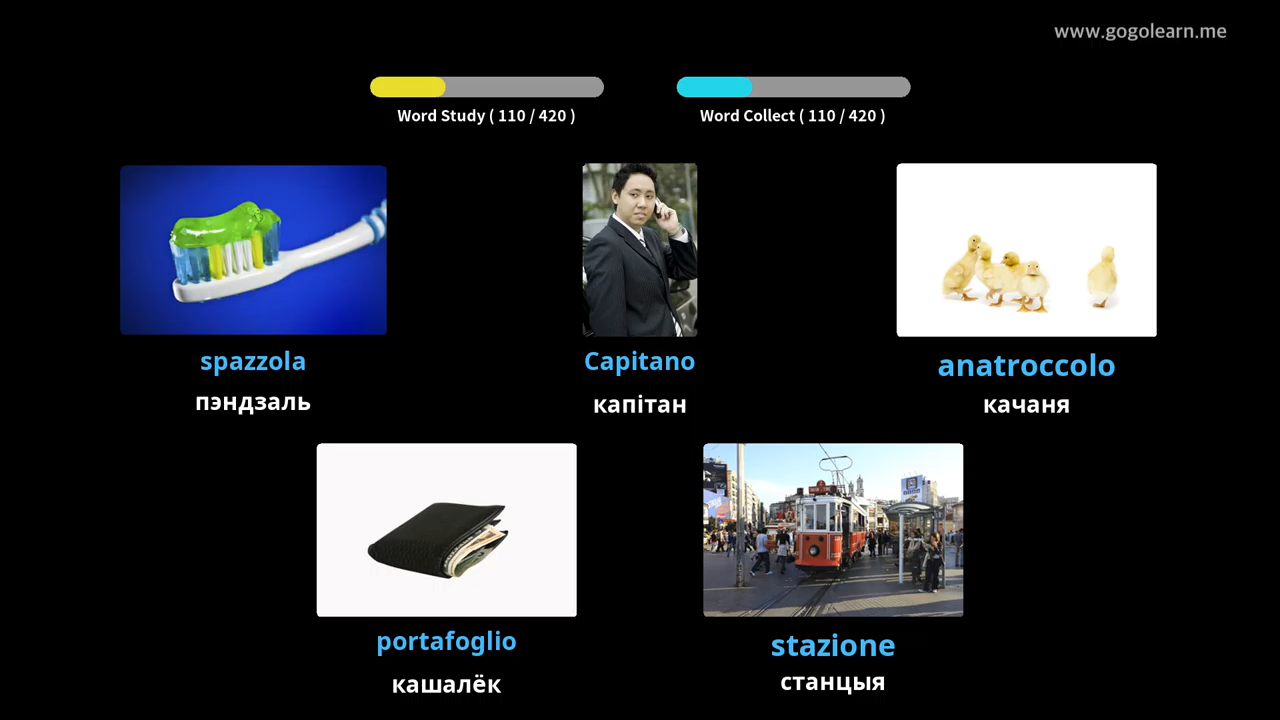 www.gogolearn.me
Word Study ( 110 / 420 )
Word Collect ( 110 / 420 )
spazzola
Capitano
anatroccolo
пэндзаль
капітан
качаня
portafoglio
stazione
кашалёк
станцыя